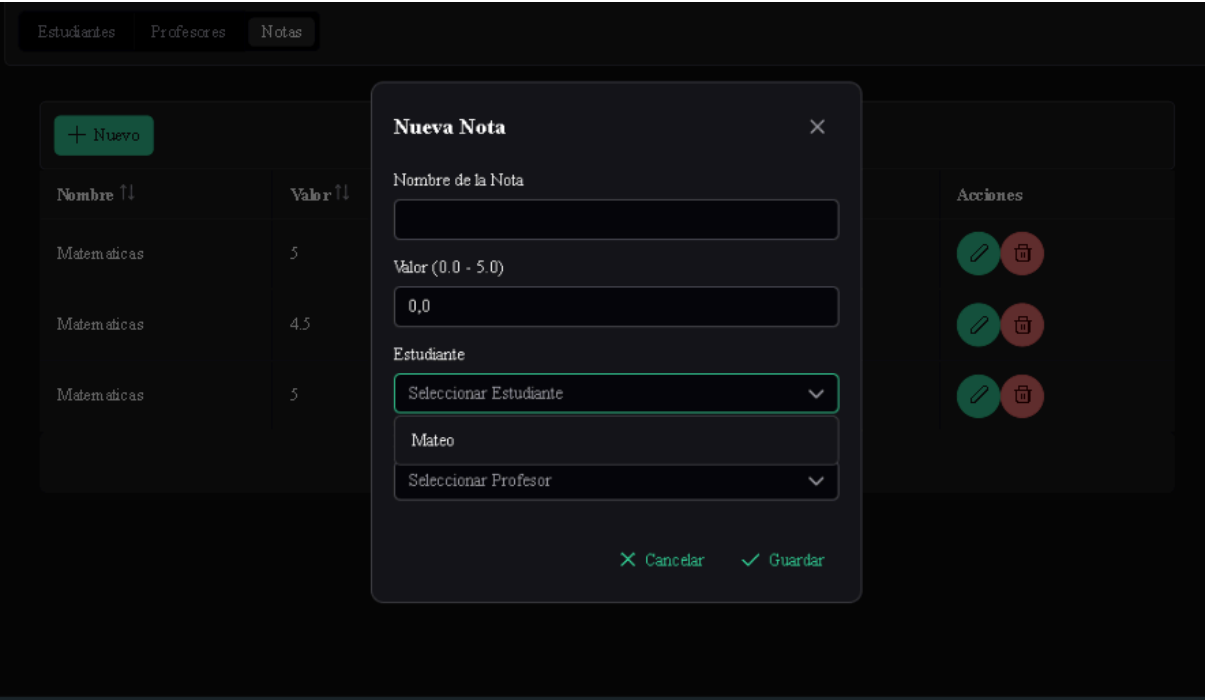 Estudiantes Profesores Notas
Nuevo
Nombre Valor Acciones
Matematicas 5
Matematicas 4.5
Matematicas 5
Nueva Nota
Nombre de la Nota
Valor (0.0 - 5.0)
0,0
Estudiante
Seleccionar Estudiante
Mateo
Seleccionar Profesor
Cancelar Guardar